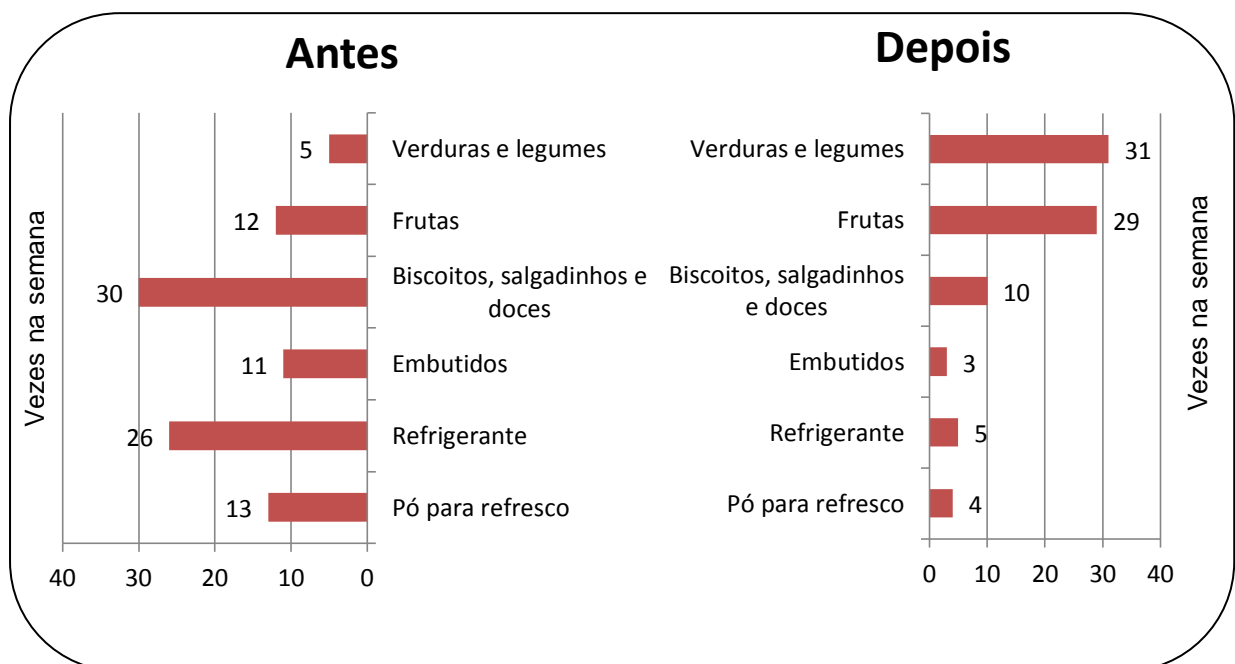 Antes
Vezes na semana
5
Verduras e legumes
12
Frutas
30
Biscoitos, salgadinhos e
doces
11
Embutidos
26
Refrigerante
13
Pó para refresco
40 30 20 10 0
Depois
Verduras e legumes
31
Frutas
29
Biscoitos, salgadinhos
e doces
10
Embutidos
3
Refrigerante
5
Pó para refresco
4
0 10 20 30 40
Vezes na semana